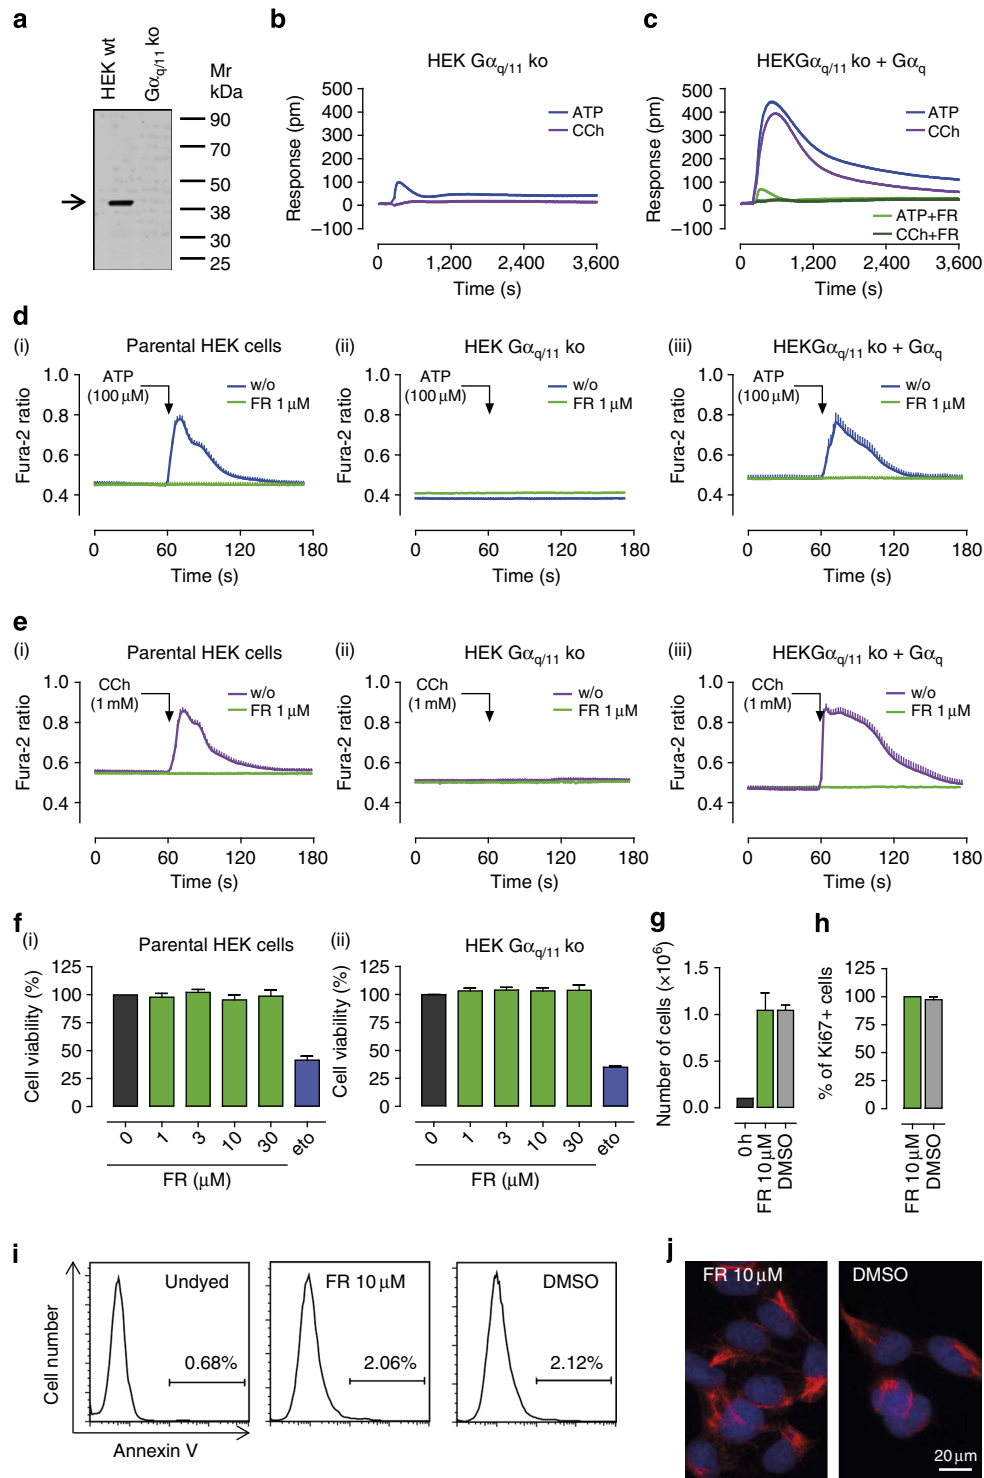 a
HEK wt
Gαq/11 ko
Mr
kDa
90
70
50
38
30
25
b
HEK Gαq/11 ko
Response (pm)
500
400
300
200
100
0
–100
ATP
CCh
0 1,200 2,400 3,600
Time (s)
c
HEKGαq/11 ko + Gαq
Response (pm)
500
400
300
200
100
0
–100
ATP
CCh
ATP+FR
CCh+FR
0 1,200 2,400 3,600
Time (s)
d
(i)
Parental HEK cells
Fura-2 ratio
1.0
0.8
0.6
0.4
ATP
(100 µM)
w/o
FR 1 µM
0 60 120 180
Time (s)
(ii)
HEK Gαq/11 ko
Fura-2 ratio
1.0
0.8
0.6
0.4
ATP
(100 µM)
w/o
FR 1 µM
0 60 120 180
Time (s)
(iii)
HEKGαq/11 ko + Gαq
Fura-2 ratio
1.0
0.8
0.6
0.4
ATP
(100 µM)
w/o
FR 1 µM
0 60 120 180
Time (s)
e
(i)
Parental HEK cells
Fura-2 ratio
1.0
0.8
0.6
0.4
CCh
(1 mM)
w/o
FR 1 µM
0 60 120 180
Time (s)
(ii)
HEK Gαq/11 ko
Fura-2 ratio
1.0
0.8
0.6
0.4
CCh
(1 mM)
w/o
FR 1 µM
0 60 120 180
Time (s)
(iii)
HEKGαq/11 ko + Gαq
Fura-2 ratio
1.0
0.8
0.6
0.4
CCh
(1 mM)
w/o
FR 1 µM
0 60 120 180
Time (s)
f
(i)
Parental HEK cells
Cell viability (%)
125
100
75
50
25
0
0 1 3 10 30 eto
FR (µM)
(ii)
HEK Gαq/11 ko
Cell viability (%)
125
100
75
50
25
0
0 1 3 10 30 eto
FR (µM)
g
Number of cells (×10⁶)
1.5
1.0
0.5
0.0
0 h
FR 10 µM
DMSO
h
% of Ki67+ cells
125
100
75
50
25
0
FR 10 µM
DMSO
i
Cell number
Undyed
0.68%
FR 10 µM
2.06%
DMSO
2.12%
Annexin V
j
FR 10 µM
DMSO
20 µm